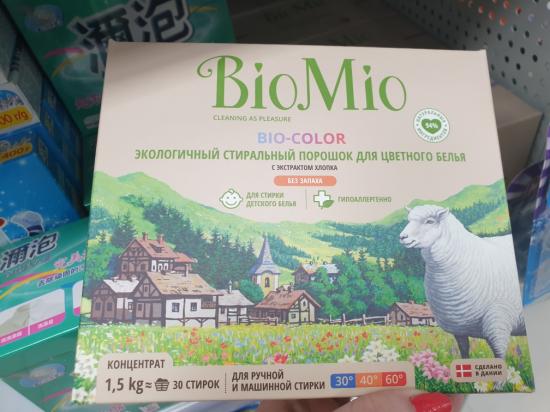 BioMio
CLEANING AS PLEASURE
BIO-COLOR
ЭКОЛОГИЧНЫЙ СТИРАЛЬНЫЙ ПОРОШОК ДЛЯ ЦВЕТНОГО БЕЛЬЯ
С ЭКСТРАКТОМ ХЛОПКА
БЕЗ ЗАПАХА
ДЛЯ СТИРКИ
ДЕТСКОГО БЕЛЬЯ
ГИПОАЛЛЕРГЕННО
94%
КОНЦЕНТРАТ
1,5 kg≈ 30 СТИРОК
ДЛЯ РУЧНОЙ
И МАШИННОЙ СТИРКИ
30° 40° 60°
СДЕЛАНО
В ДАНИИ